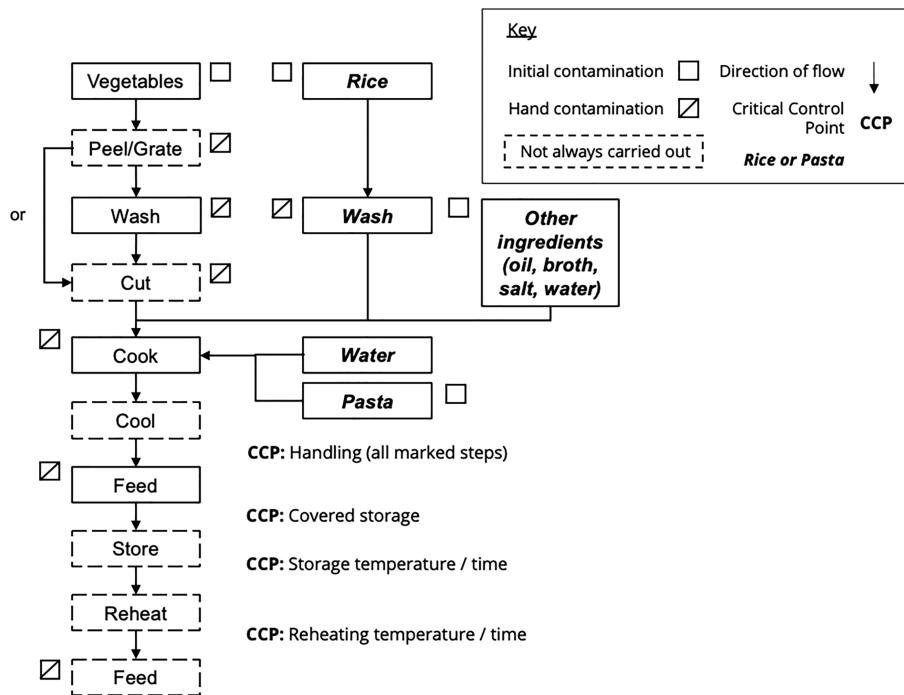 Key
Initial contamination
Direction of flow
Hand contamination
Critical Control
Point
CCP
Not always carried out
Rice or Pasta
Vegetables
Rice
Peel/Grate
or
Wash
Wash
Other
ingredients
(oil, broth,
salt, water)
Cut
Cook
Water
Pasta
Cool
CCP: Handling (all marked steps)
Feed
CCP: Covered storage
Store
CCP: Storage temperature / time
Reheat
CCP: Reheating temperature / time
Feed